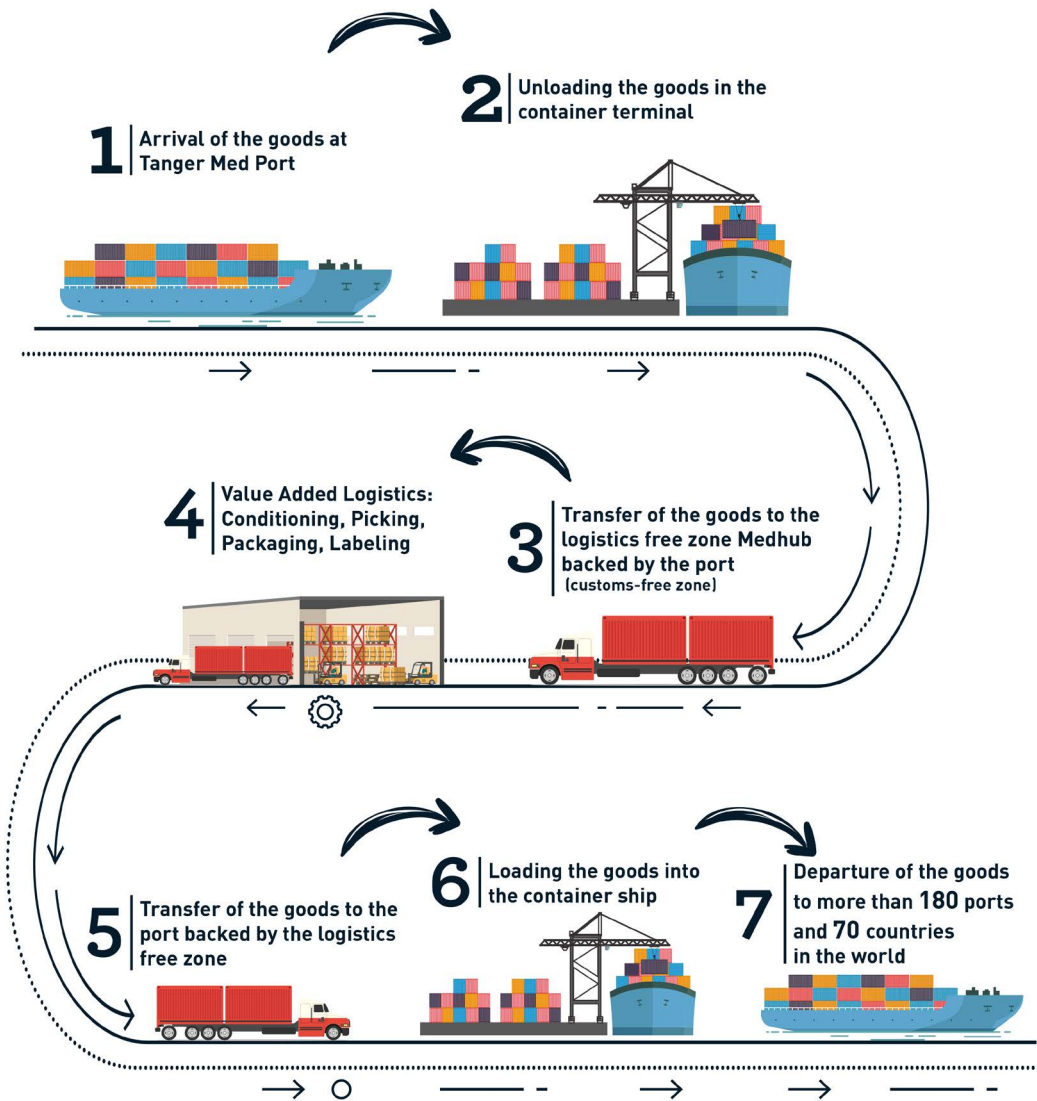 1
Arrival of the goods at
Tanger Med Port
2
Unloading the goods in the
container terminal
3
Transfer of the goods to the
logistics free zone Medhub
backed by the port
(customs-free zone)
4
Value Added Logistics:
Conditioning, Picking,
Packaging, Labeling
5
Transfer of the goods to the
port backed by the logistics
free zone
6
Loading the goods into
the container ship
7
Departure of the goods
to more than 180 ports
and 70 countries
in the world